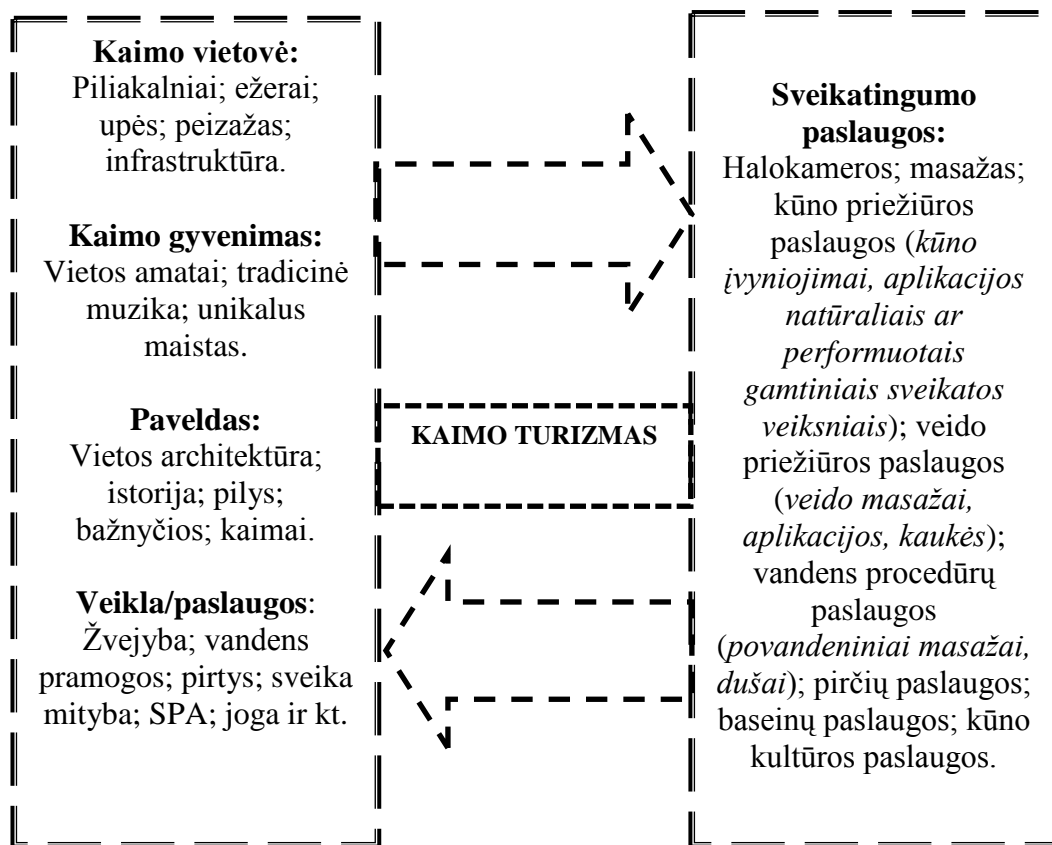 Kaimo vietovė:
Piliakalniai; ežerai;
upės; peizažas;
infrastruktūra.
Kaimo gyvenimas:
Vietos amatai; tradicinė
muzika; unikalus
maistas.
Paveldas:
Vietos architektūra;
istorija; pilys;
bažnyčios; kaimai.
Veikla/paslaugos:
Žvejyba; vandens
pramogos; pirtys; sveika
mityba; SPA; joga ir kt.
KAIMO TURIZMAS
Sveikatingumo
paslaugos:
Halokameros; masažas;
kūno priežiūros
paslaugos (kūno
įvyniojimai, aplikacijos
natūraliais ar
performuotais
gamtiniais sveikatos
veiksniais); veido
priežiūros paslaugos
(veido masažai,
aplikacijos, kaukės);
vandens procedūrų
paslaugos
(povandeniniai masažai,
dušai); pirčių paslaugos;
baseinų paslaugos; kūno
kultūros paslaugos.